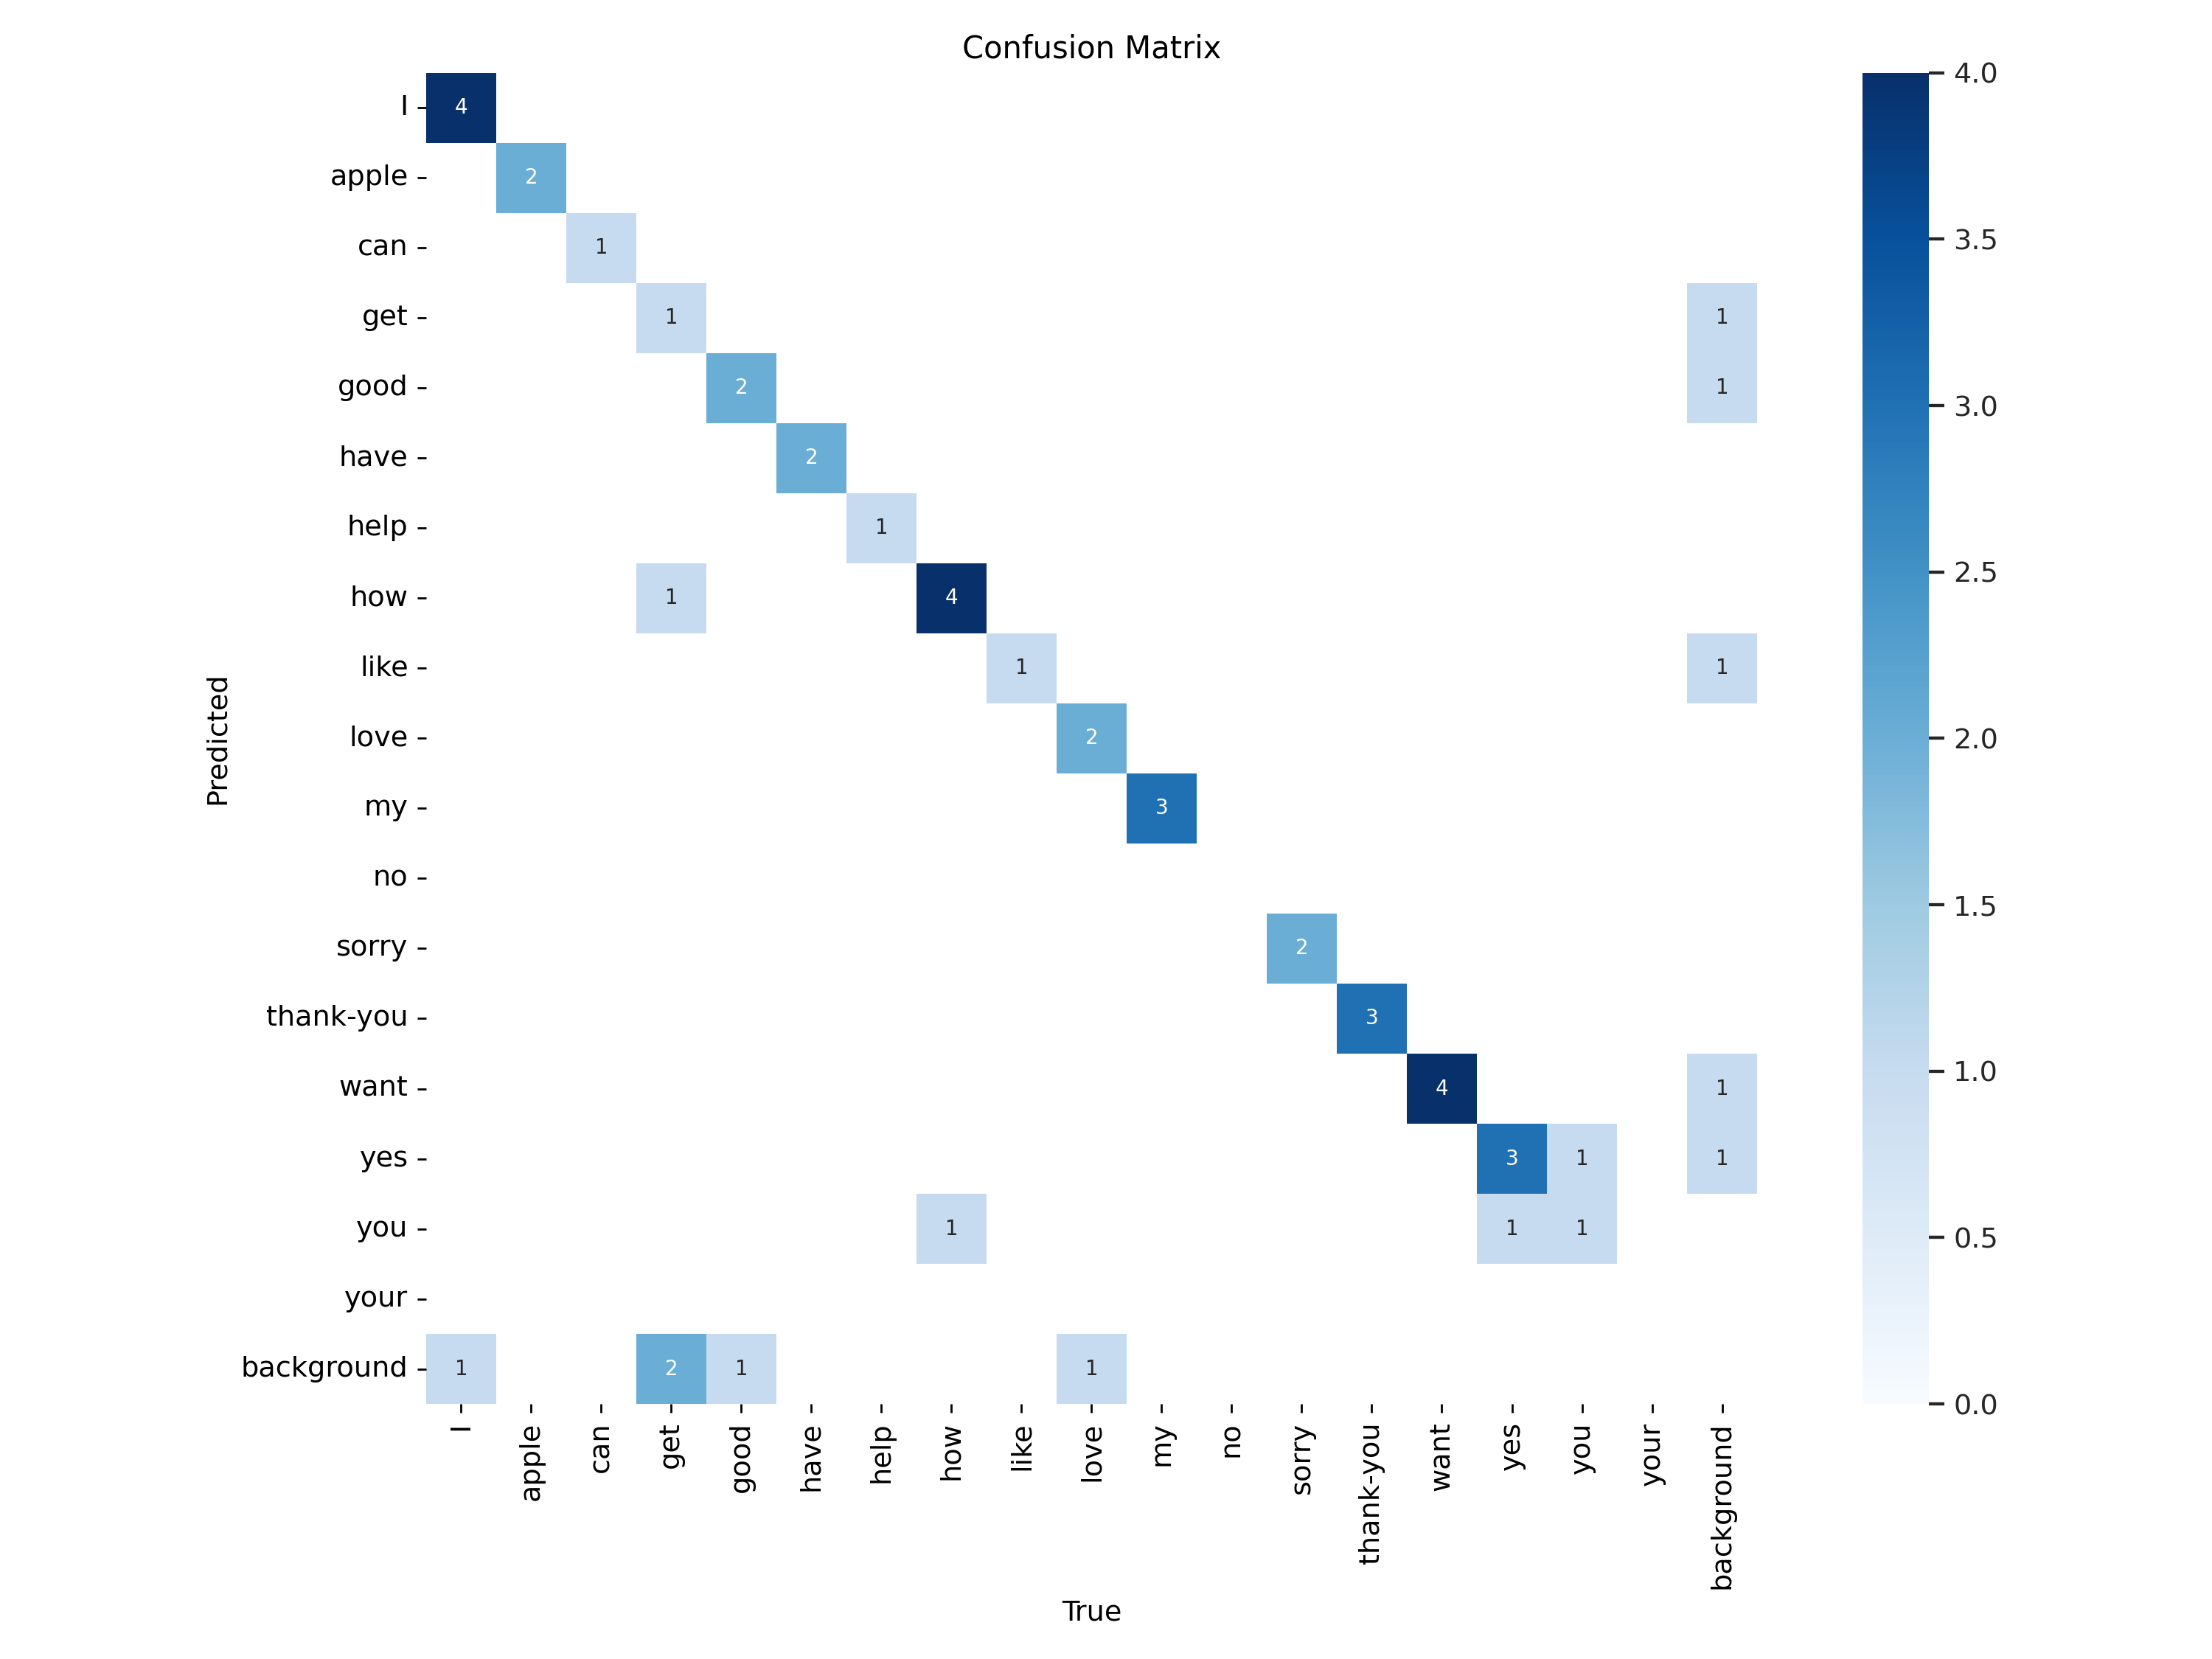 Confusion Matrix
I 4 4.0
apple 2
can 1 3.5
get 1 1
good 2 1 3.0
have 2
help 1 2.5
how 1 4
like 1 1
love 2 2.0
my 3
no 1.5
sorry 2
thank-you 3
want 4 1 1.0
yes 3 1 1
you 1 1 1 0.5
your
background 1 2 1 1 0.0
I apple can get good have help how like love my no sorry thank-you want yes you your background
True
Predicted